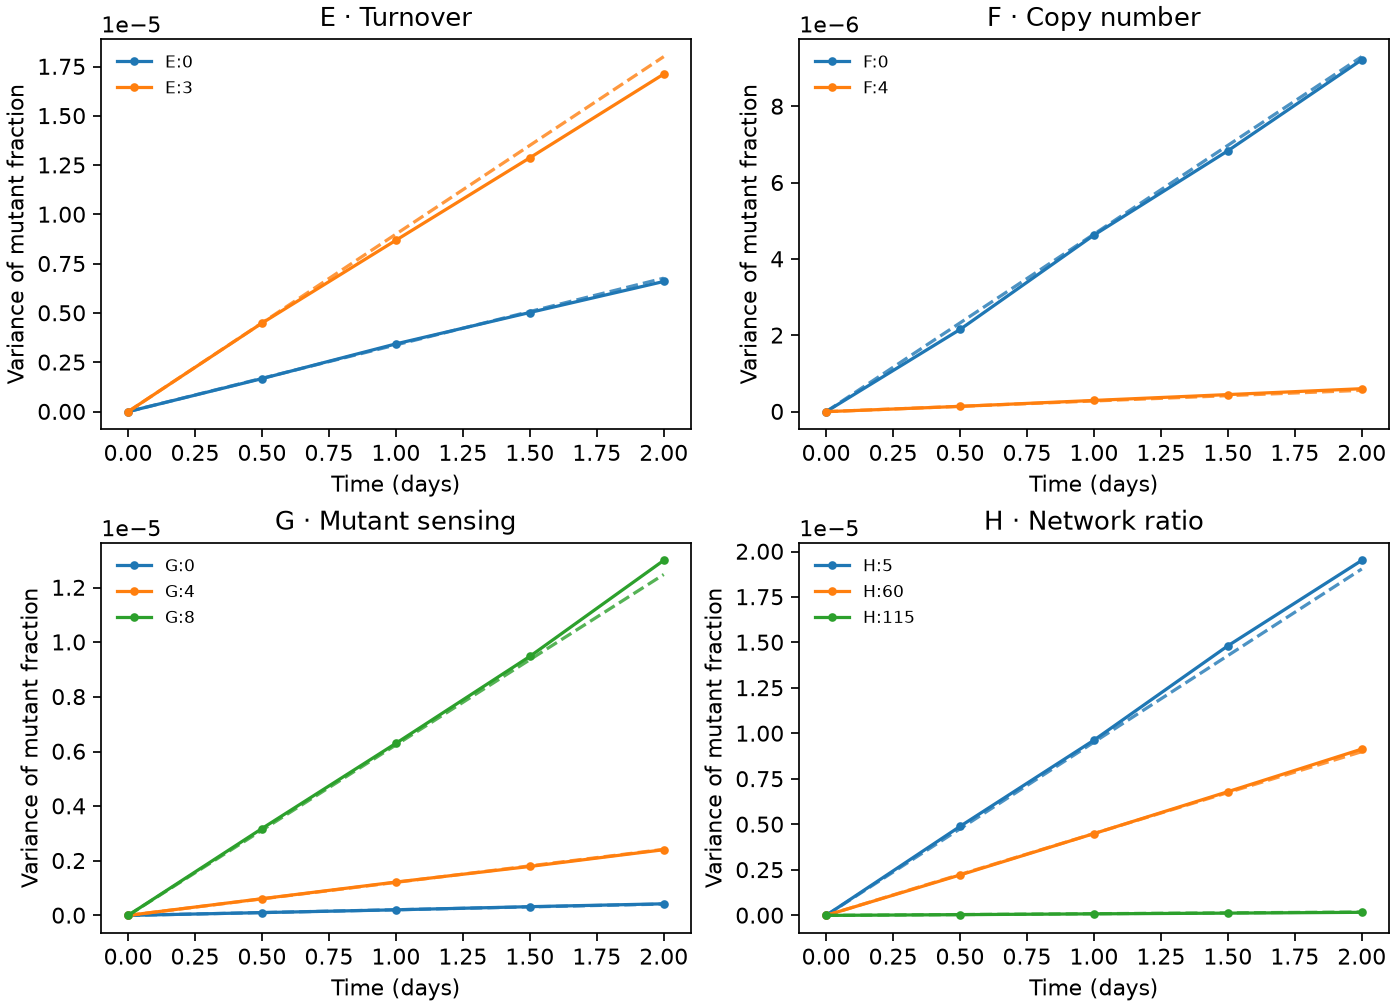 E · Turnover
1e−5
Variance of mutant fraction
1.75
1.50
1.25
1.00
0.75
0.50
0.25
0.00
E:0
E:3
0.00 0.25 0.50 0.75 1.00 1.25 1.50 1.75 2.00
Time (days)
F · Copy number
1e−6
Variance of mutant fraction
8
6
4
2
0
F:0
F:4
0.00 0.25 0.50 0.75 1.00 1.25 1.50 1.75 2.00
Time (days)
G · Mutant sensing
1e−5
Variance of mutant fraction
1.2
1.0
0.8
0.6
0.4
0.2
0.0
G:0
G:4
G:8
0.00 0.25 0.50 0.75 1.00 1.25 1.50 1.75 2.00
Time (days)
H · Network ratio
1e−5
Variance of mutant fraction
2.00
1.75
1.50
1.25
1.00
0.75
0.50
0.25
0.00
H:5
H:60
H:115
0.00 0.25 0.50 0.75 1.00 1.25 1.50 1.75 2.00
Time (days)